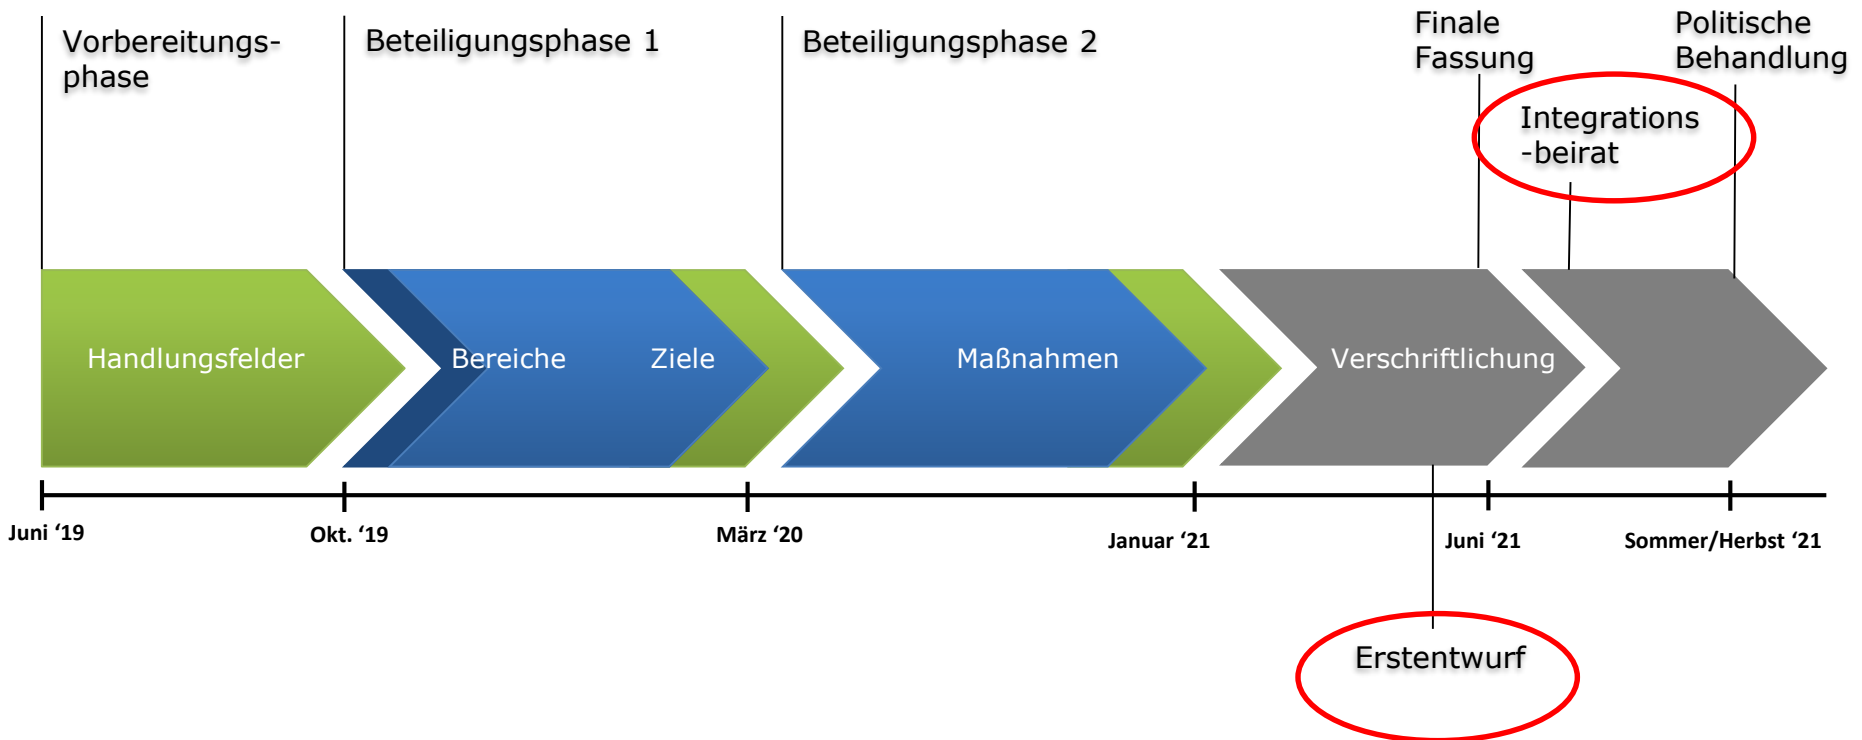 Vorbereitungs-
phase
Beteiligungsphase 1
Beteiligungsphase 2
Finale
Fassung
Politische
Behandlung
Integrations
-beirat
Handlungsfelder
Bereiche
Ziele
Maßnahmen
Verschriftlichung
Juni ‘19
Okt. ‘19
März ‘20
Januar ‘21
Juni ‘21
Sommer/Herbst ‘21
Erstentwurf